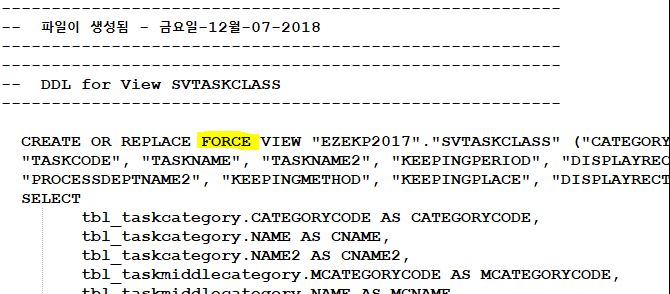 --------------------------------------------------------
--  파일이 생성됨 - 금요일-12월-07-2018
--------------------------------------------------------
--------------------------------------------------------
--  DDL for View SVTASKCLASS
--------------------------------------------------------
CREATE OR REPLACE FORCE VIEW "EZEKP2017"."SVTASKCLASS" ("CATEGORY
"TASKCODE", "TASKNAME", "TASKNAME2", "KEEPINGPERIOD", "DISPLAYREC
"PROCESSDEPTNAME2", "KEEPINGMETHOD", "KEEPINGPLACE", "DISPLAYRECT
SELECT
tbl_taskcategory.CATEGORYCODE AS CATEGORYCODE,
tbl_taskcategory.NAME AS CNAME,
tbl_taskcategory.NAME2 AS CNAME2,
tbl_taskmiddlecategory.MCATEGORYCODE AS MCATEGORYCODE,
tbl_taskmiddlecategory.NAME AS MCNAME